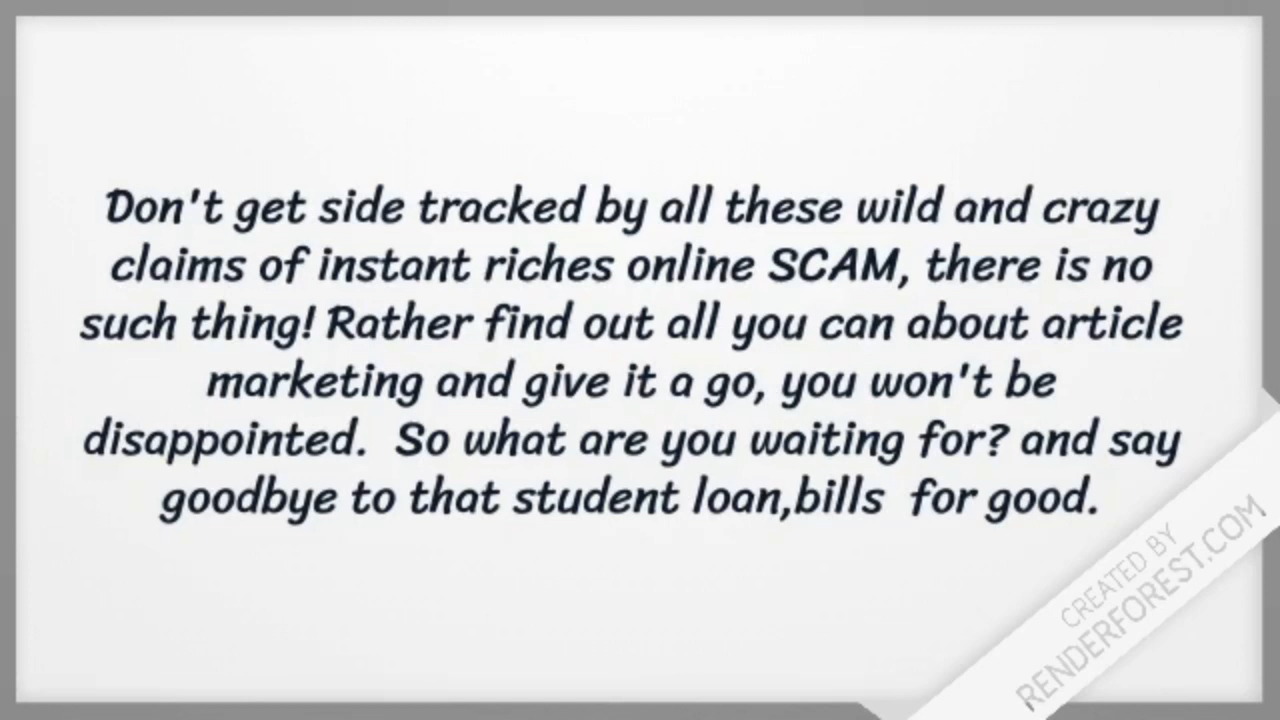 Don't get side tracked by all these wild and crazy
claims of instant riches online SCAM, there is no
such thing! Rather find out all you can about article
marketing and give it a go, you won't be
disappointed.  So what are you waiting for? and say
goodbye to that student loan,bills  for good.
CREATED BY
RENDERFOREST.COM